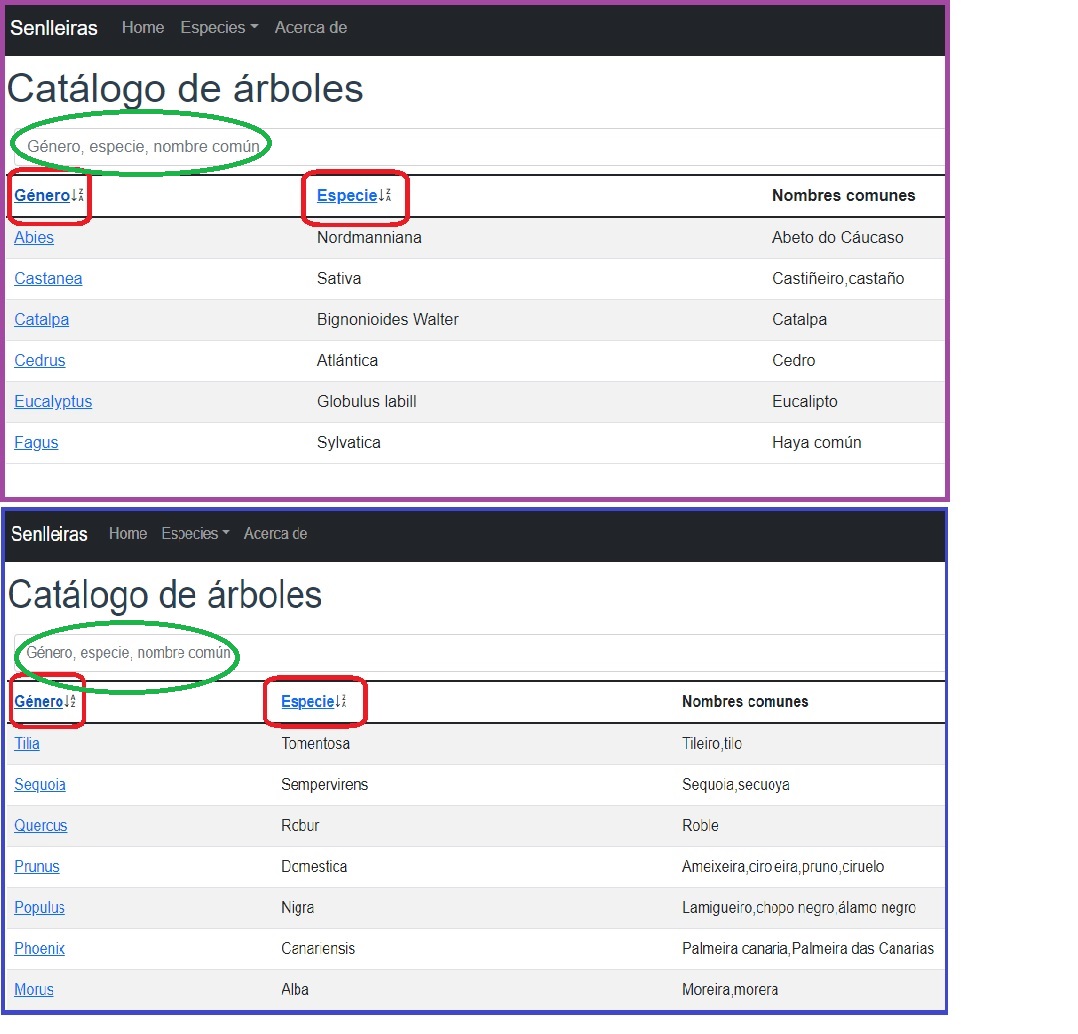 Senlleiras Home Especies Acerca de
Catálogo de árboles
Género, especie, nombre común
Género Especie Nombres comunes
Abies Nordmanniana Abeto do Cáucaso
Castanea Sativa Castiñeiro,castaño
Catalpa Bignonioides Walter Catalpa
Cedrus Atlántica Cedro
Eucalyptus Globulus labill Eucalipto
Fagus Sylvatica Haya común
Senlleiras Home Especies Acerca de
Catálogo de árboles
Género, especie, nombre común
Género Especie Nombres comunes
Tilia Tomentosa Tileiro,tilo
Sequoia Sempervirens Sequoia,secuoya
Quercus Robur Roble
Prunus Domestica Ameixeira,ciroeira,pruno,ciruelo
Populus Nigra Lamigueiro,chopo negro,álamo negro
Phoenix Canariensis Palmeira canaria,Palmeira das Canarias
Morus Alba Moreira,morera